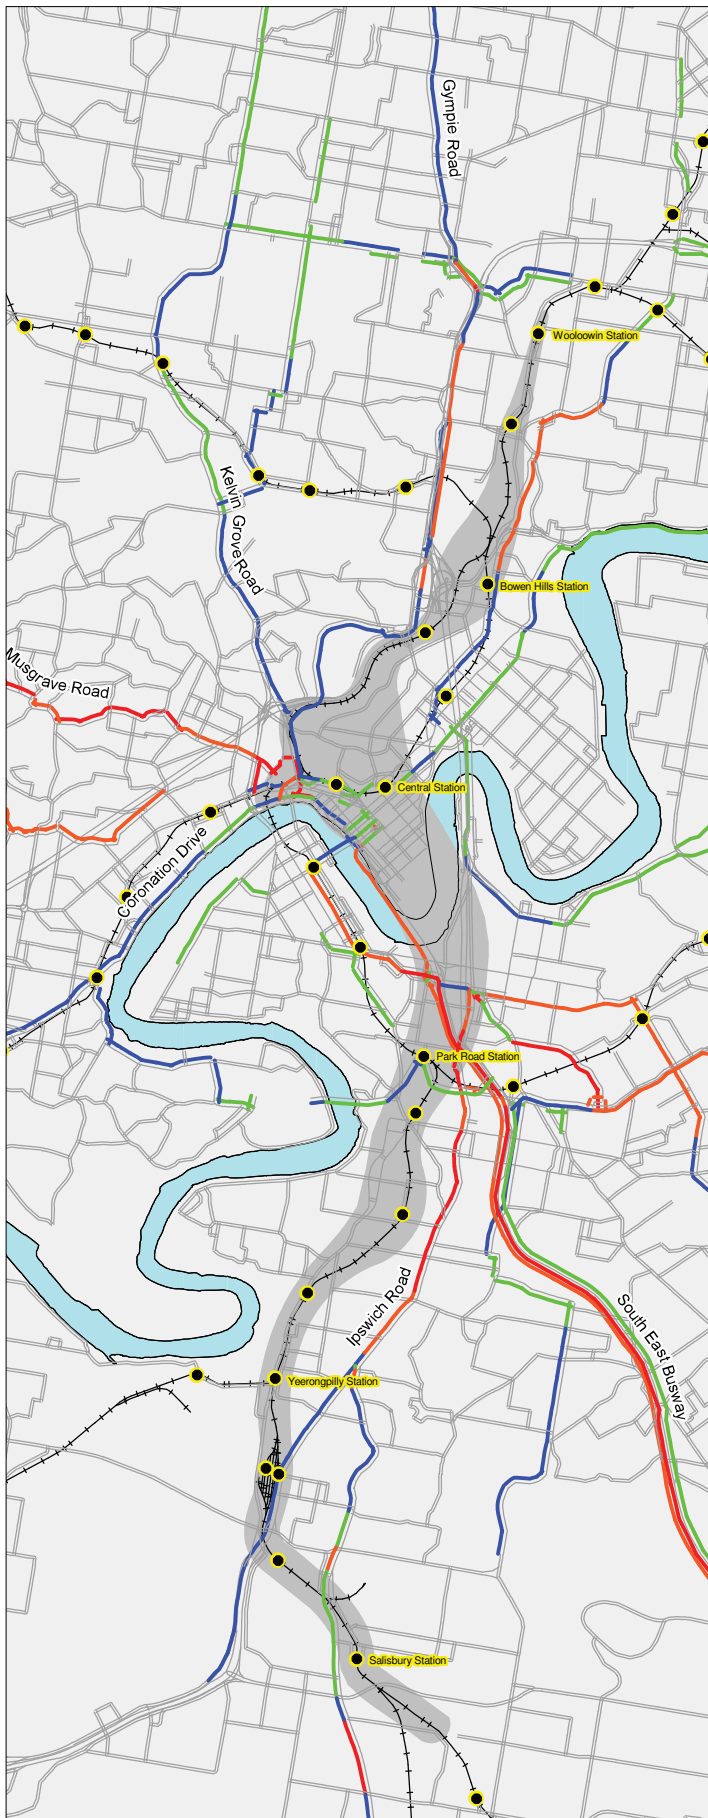 Gympie Road
Wooloowin Station
Kelvin Grove Road
Bowen Hills Station
Musgrave Road
Central Station
Coronation Drive
Park Road Station
Ipswich Road
South East Busway
Yeerongpilly Station
Salisbury Station